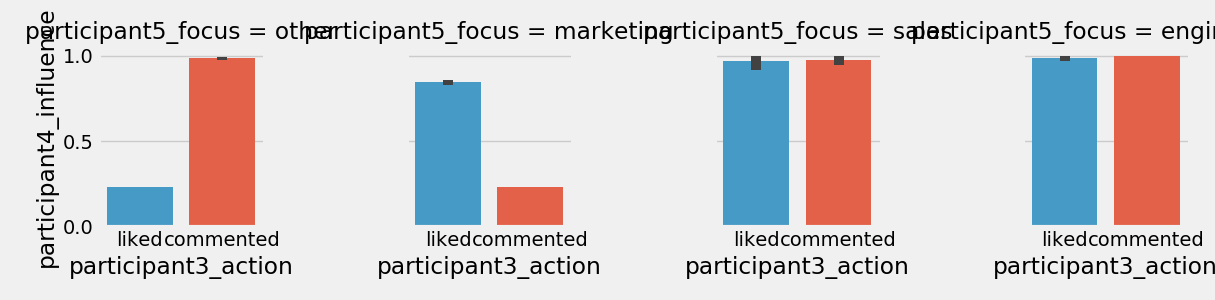 participant5_focus = other
participant5_focus = marketing
participant5_focus = sales
participant5_focus = engi
participant4_influence
1.0
0.5
0.0
liked commented
liked commented
liked commented
liked commented
participant3_action
participant3_action
participant3_action
participant3_action